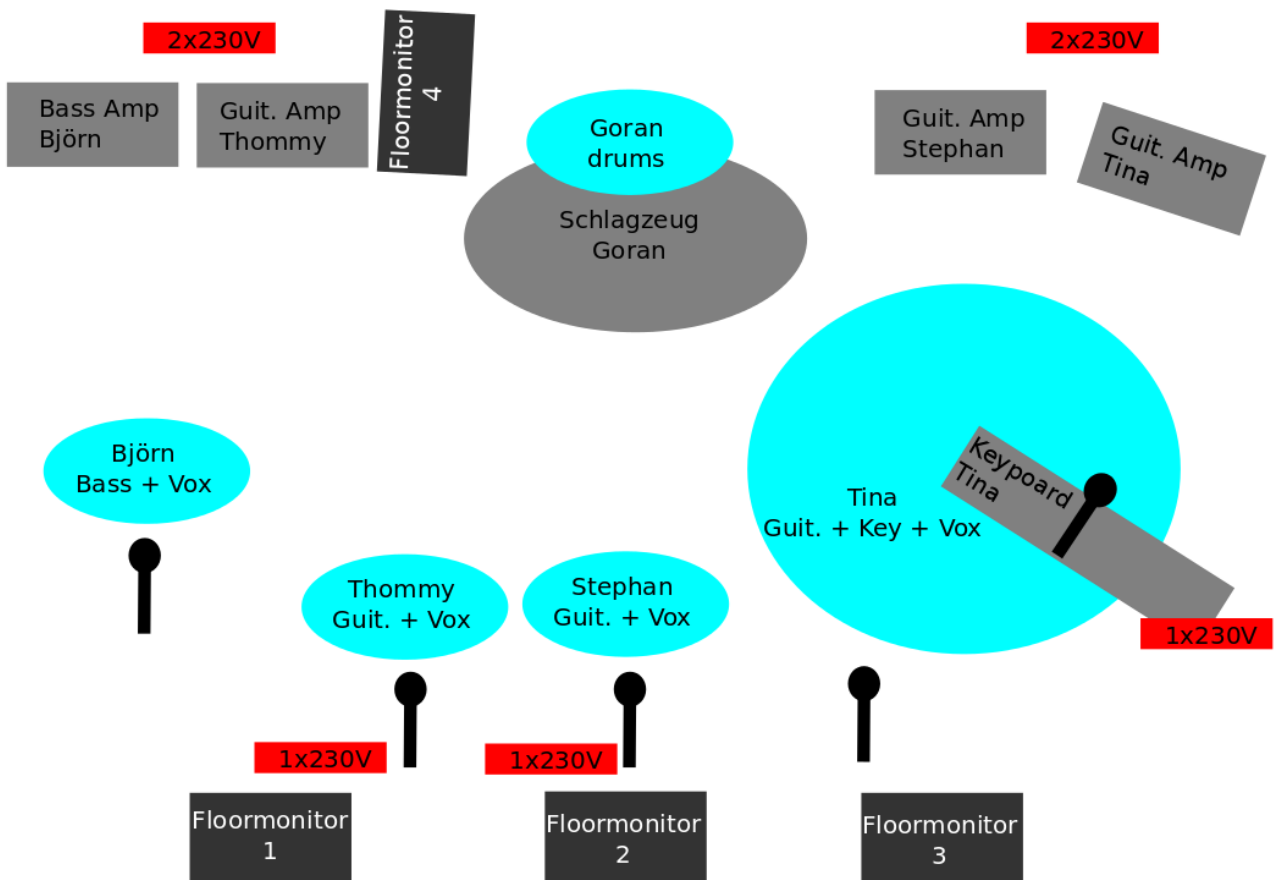 2x230V
2x230V
Bass Amp
Björn
Guit. Amp
Thommy
Floormonitor
4
Goran
drums
Schlagzeug
Goran
Guit. Amp
Stephan
Guit. Amp
Tina
Björn
Bass + Vox
Thommy
Guit. + Vox
Stephan
Guit. + Vox
Tina
Guit. + Key + Vox
Keypoard
Tina
1x230V
1x230V
1x230V
Floormonitor
1
Floormonitor
2
Floormonitor
3